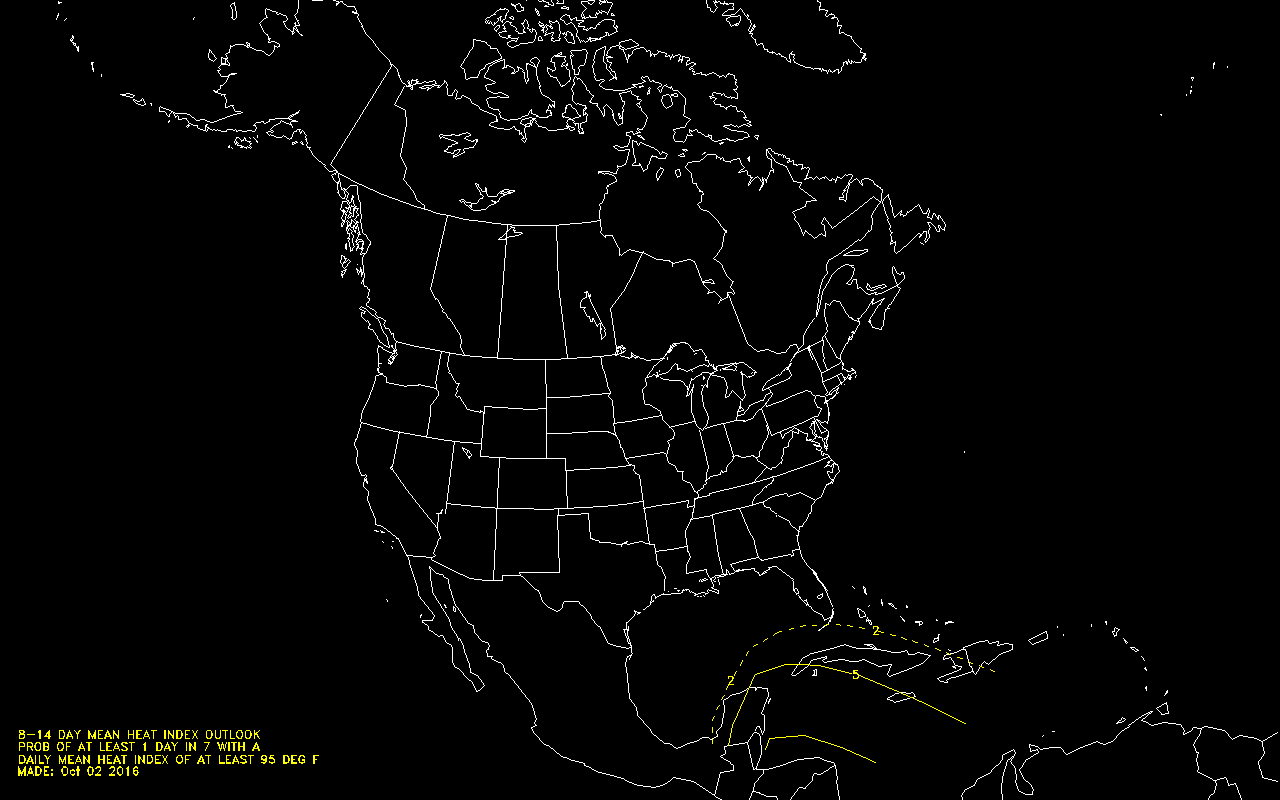 2
2
5
8-14 DAY MEAN HEAT INDEX OUTLOOK
PROB OF AT LEAST 1 DAY IN 7 WITH A
DAILY MEAN HEAT INDEX OF AT LEAST 95 DEG F
MADE: Oct 02 2016